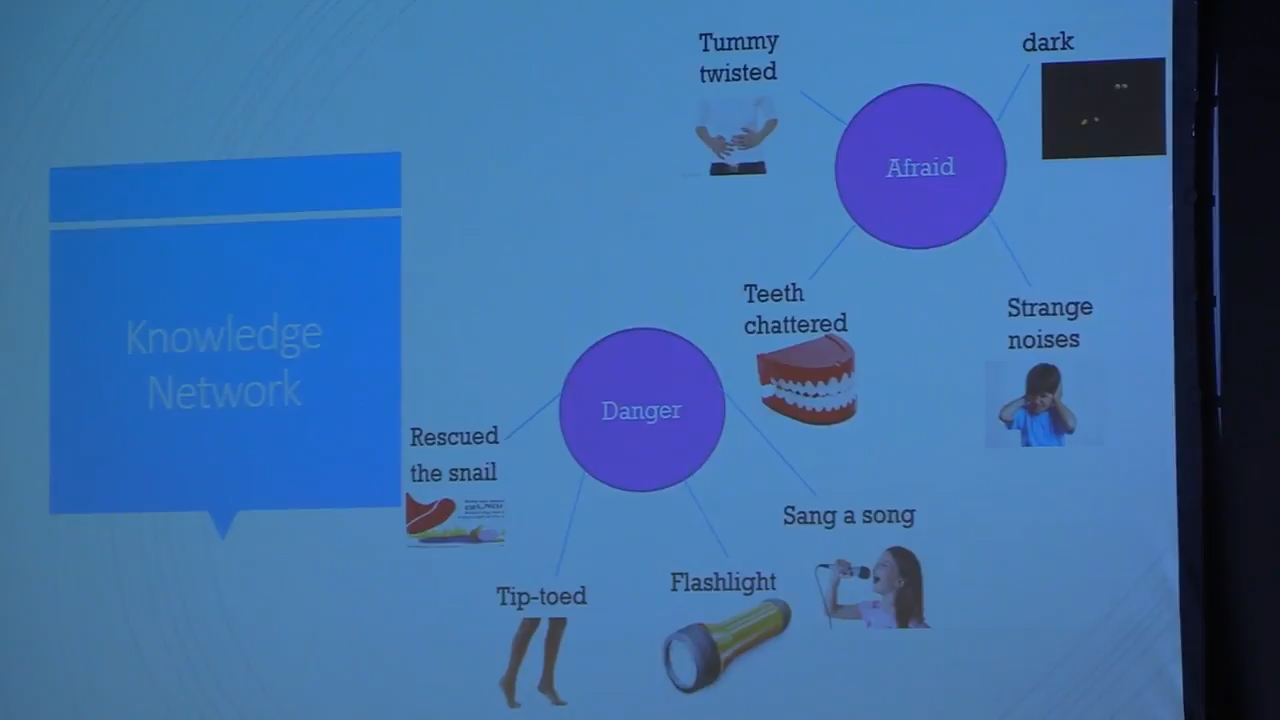 Knowledge
Network
Tummy
twisted
dark
Afraid
Teeth
chattered
Strange
noises
Danger
Rescued
the snail
Sang a song
Tip-toed
Flashlight